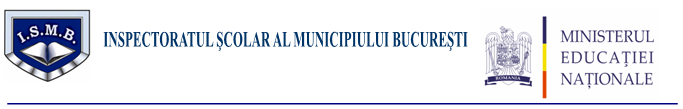 I.S.M.B.
INSPECTORATUL ȘCOLAR AL MUNICIPIULUI BUCUREȘTI
ROMANIA
MINISTERUL
EDUCAȚIEI
NAȚIONALE